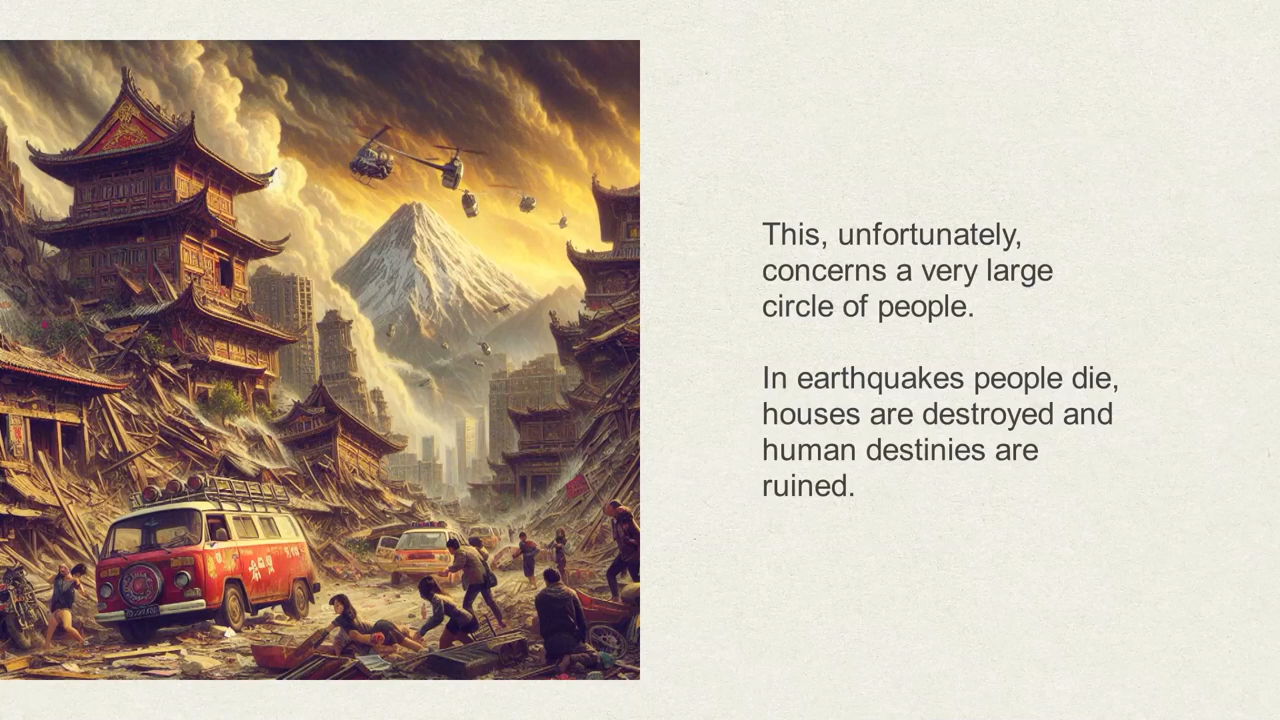 This, unfortunately,
concerns a very large
circle of people.
In earthquakes people die,
houses are destroyed and
human destinies are
ruined.